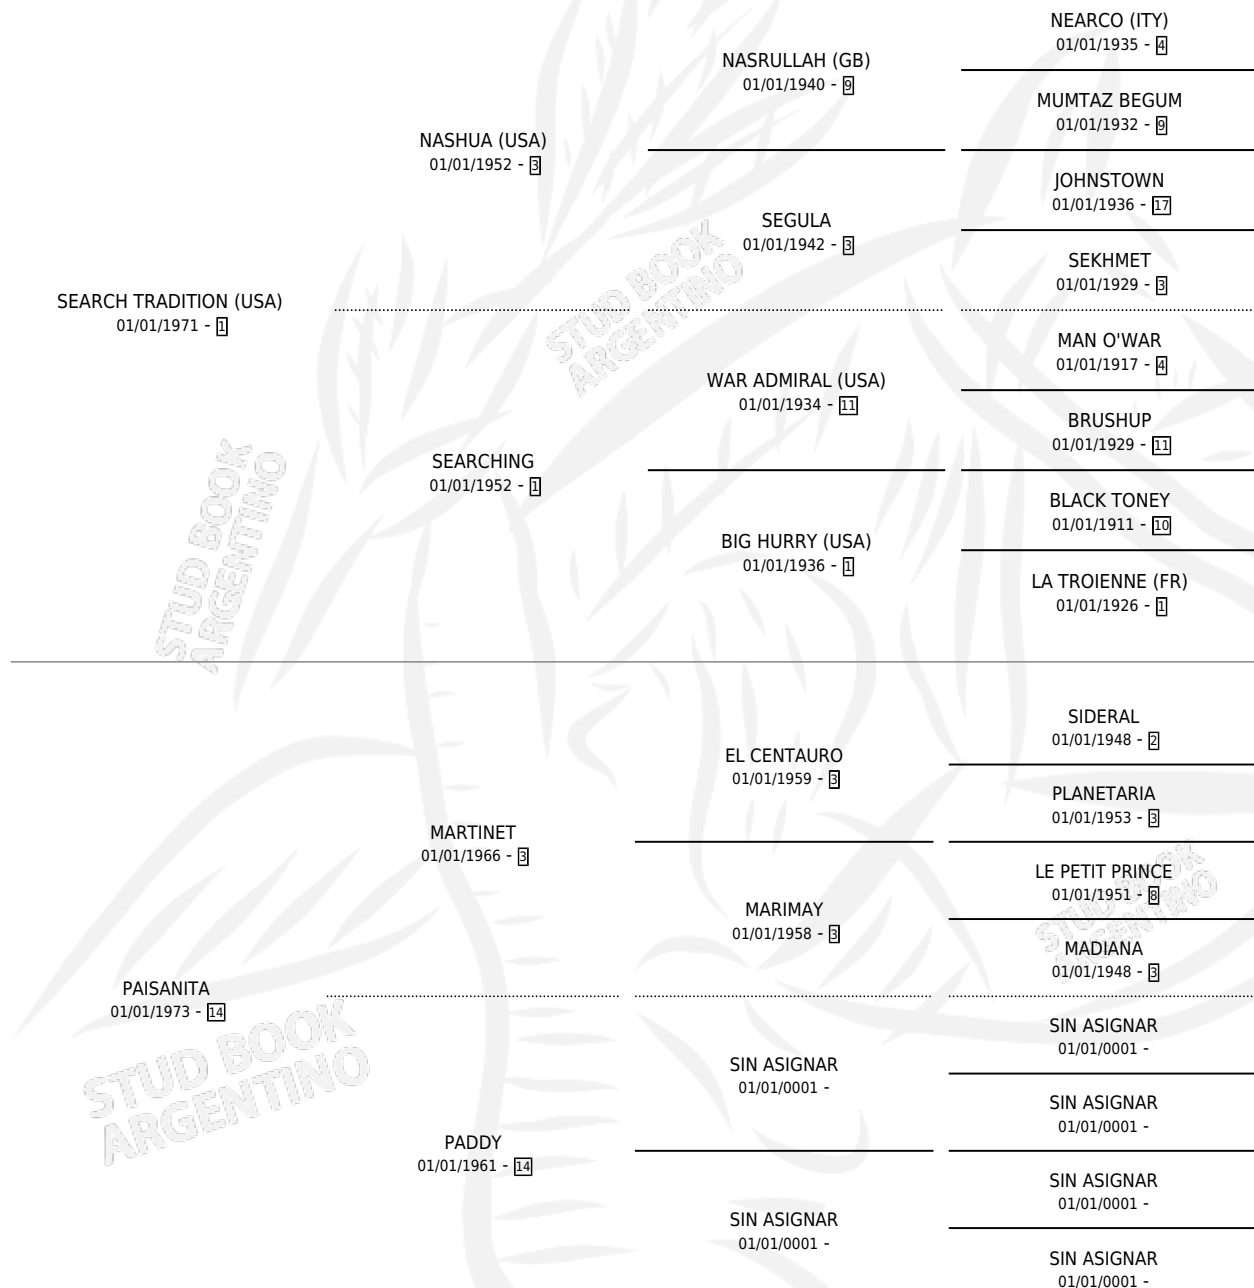 NEARCO (ITY)
01/01/1935 - 4
NASRULLAH (GB)
01/01/1940 - 9
MUMTAZ BEGUM
01/01/1932 - 9
NASHUA (USA)
01/01/1952 - 3
JOHNSTOWN
01/01/1936 - 17
SEGULA
01/01/1942 - 3
SEKHMET
01/01/1929 - 3
SEARCH TRADITION (USA)
01/01/1971 - 1
MAN O'WAR
01/01/1917 - 4
WAR ADMIRAL (USA)
01/01/1934 - 11
BRUSHUP
01/01/1929 - 11
SEARCHING
01/01/1952 - 1
BLACK TONEY
01/01/1911 - 10
BIG HURRY (USA)
01/01/1936 - 1
LA TROIENNE (FR)
01/01/1926 - 1
SIDERAL
01/01/1948 - 2
EL CENTAURO
01/01/1959 - 3
PLANETARIA
01/01/1953 - 3
MARTINET
01/01/1966 - 3
LE PETIT PRINCE
01/01/1951 - 8
MARIMAY
01/01/1958 - 3
MADIANA
01/01/1948 - 3
PAISANITA
01/01/1973 - 14
SIN ASIGNAR
01/01/0001 -
SIN ASIGNAR
01/01/0001 -
SIN ASIGNAR
01/01/0001 -
PADDY
01/01/1961 - 14
SIN ASIGNAR
01/01/0001 -
SIN ASIGNAR
01/01/0001 -
SIN ASIGNAR
01/01/0001 -
STUD BOOK
ARGENTINO
STUD BOOK
ARGENTINO
STUD BOOK
ARGENTINO
STUD BOOK
ARGENTINO